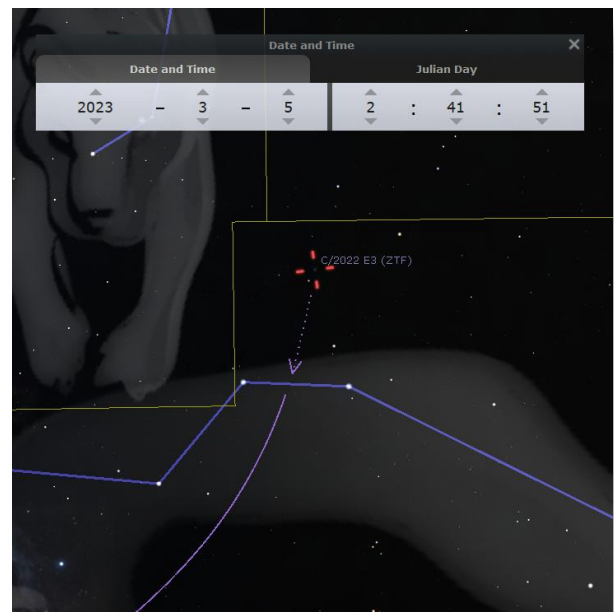 Date and Time
Date and Time Julian Day
2023 – 3 – 5 2 : 41 : 51
C/2022 E3 (ZTF)